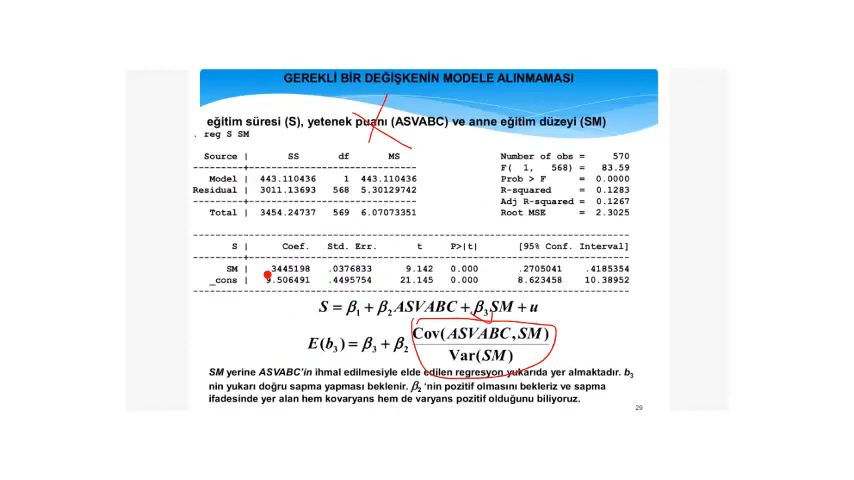 GEREKLİ BİR DEĞİŞKENİN MODELE ALINMAMASI
eğitim süresi (S), yetenek puanı (ASVABC) ve anne eğitim düzeyi (SM)
. reg S SM
Source | SS df MS Number of obs = 570
---------+------------------------------ F( 1, 568) = 83.59
Model | 443.110436 1 443.110436 Prob > F = 0.0000
Residual | 3011.13693 568 5.30129742 R-squared = 0.1283
---------+------------------------------ Adj R-squared = 0.1267
Total | 3454.24737 569 6.07073351 Root MSE = 2.3025
------------------------------------------------------------------------------
S | Coef. Std. Err. t P>|t| [95% Conf. Interval]
---------+--------------------------------------------------------------------
SM | .3445198 .0376833 9.142 0.000 .2705041 .4185354
_cons | 9.506491 .4495754 21.145 0.000 8.623458 10.38952
------------------------------------------------------------------------------
S = β₁ + β₂ ASVABC + β₃ SM + u
E(b₃) = β₃ + β₂ Cov(ASVABC, SM) / Var(SM)
SM yerine ASVABC'in ihmal edilmesiyle elde edilen regresyon yukarıda yer almaktadır. b₃
nin yukarı doğru sapma yapması beklenir. β₂ 'nin pozitif olmasını bekleriz ve sapma
ifadesinde yer alan hem kovaryans hem de varyans pozitif olduğunu biliyoruz.
29